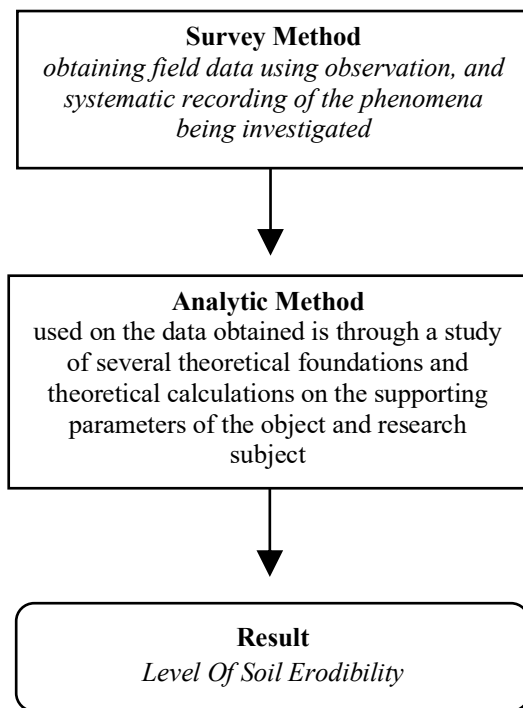 Survey Method
obtaining field data using observation, and
systematic recording of the phenomena
being investigated
Analytic Method
used on the data obtained is through a study
of several theoretical foundations and
theoretical calculations on the supporting
parameters of the object and research
subject
Result
Level Of Soil Erodibility